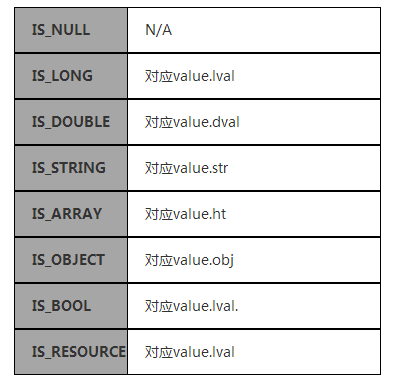 IS_NULL N/A
IS_LONG 对应value.lval
IS_DOUBLE 对应value.dval
IS_STRING 对应value.str
IS_ARRAY 对应value.ht
IS_OBJECT 对应value.obj
IS_BOOL 对应value.lval.
IS_RESOURCE 对应value.lval